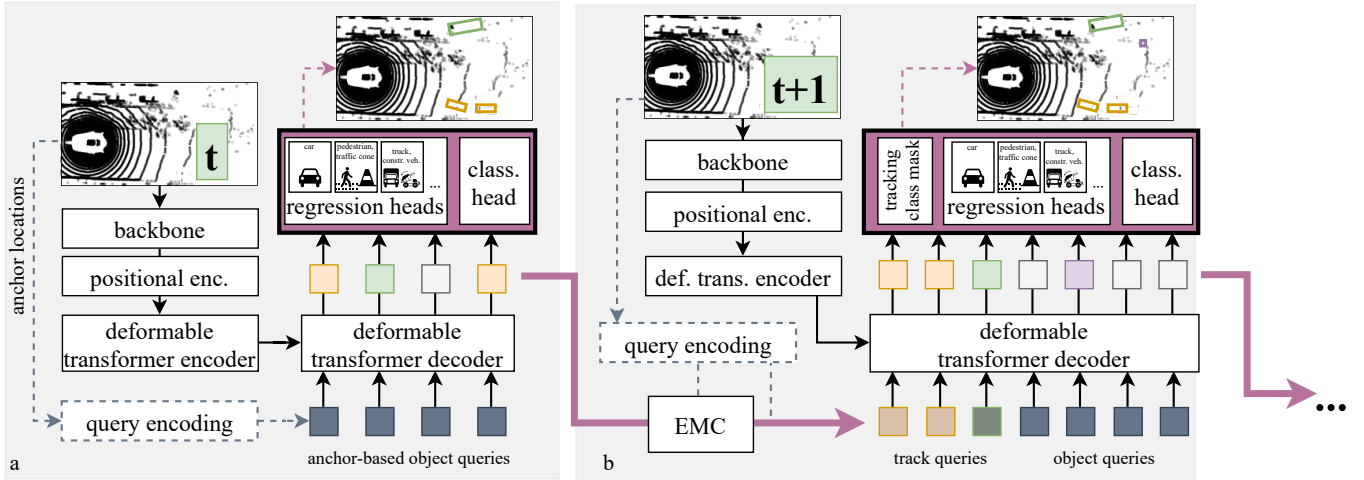 t
anchor locations
backbone
positional enc.
deformable
transformer encoder
query encoding
a
car
pedestrian,
traffic cone
truck,
constr. veh.
...
regression heads
class.
head
deformable
transformer decoder
anchor-based object queries
t+1
backbone
positional enc.
def. trans. encoder
query encoding
EMC
b
tracking
class mask
car
pedestrian,
traffic cone
truck,
constr. veh.
...
regression heads
class.
head
deformable
transformer decoder
track queries
object queries
...